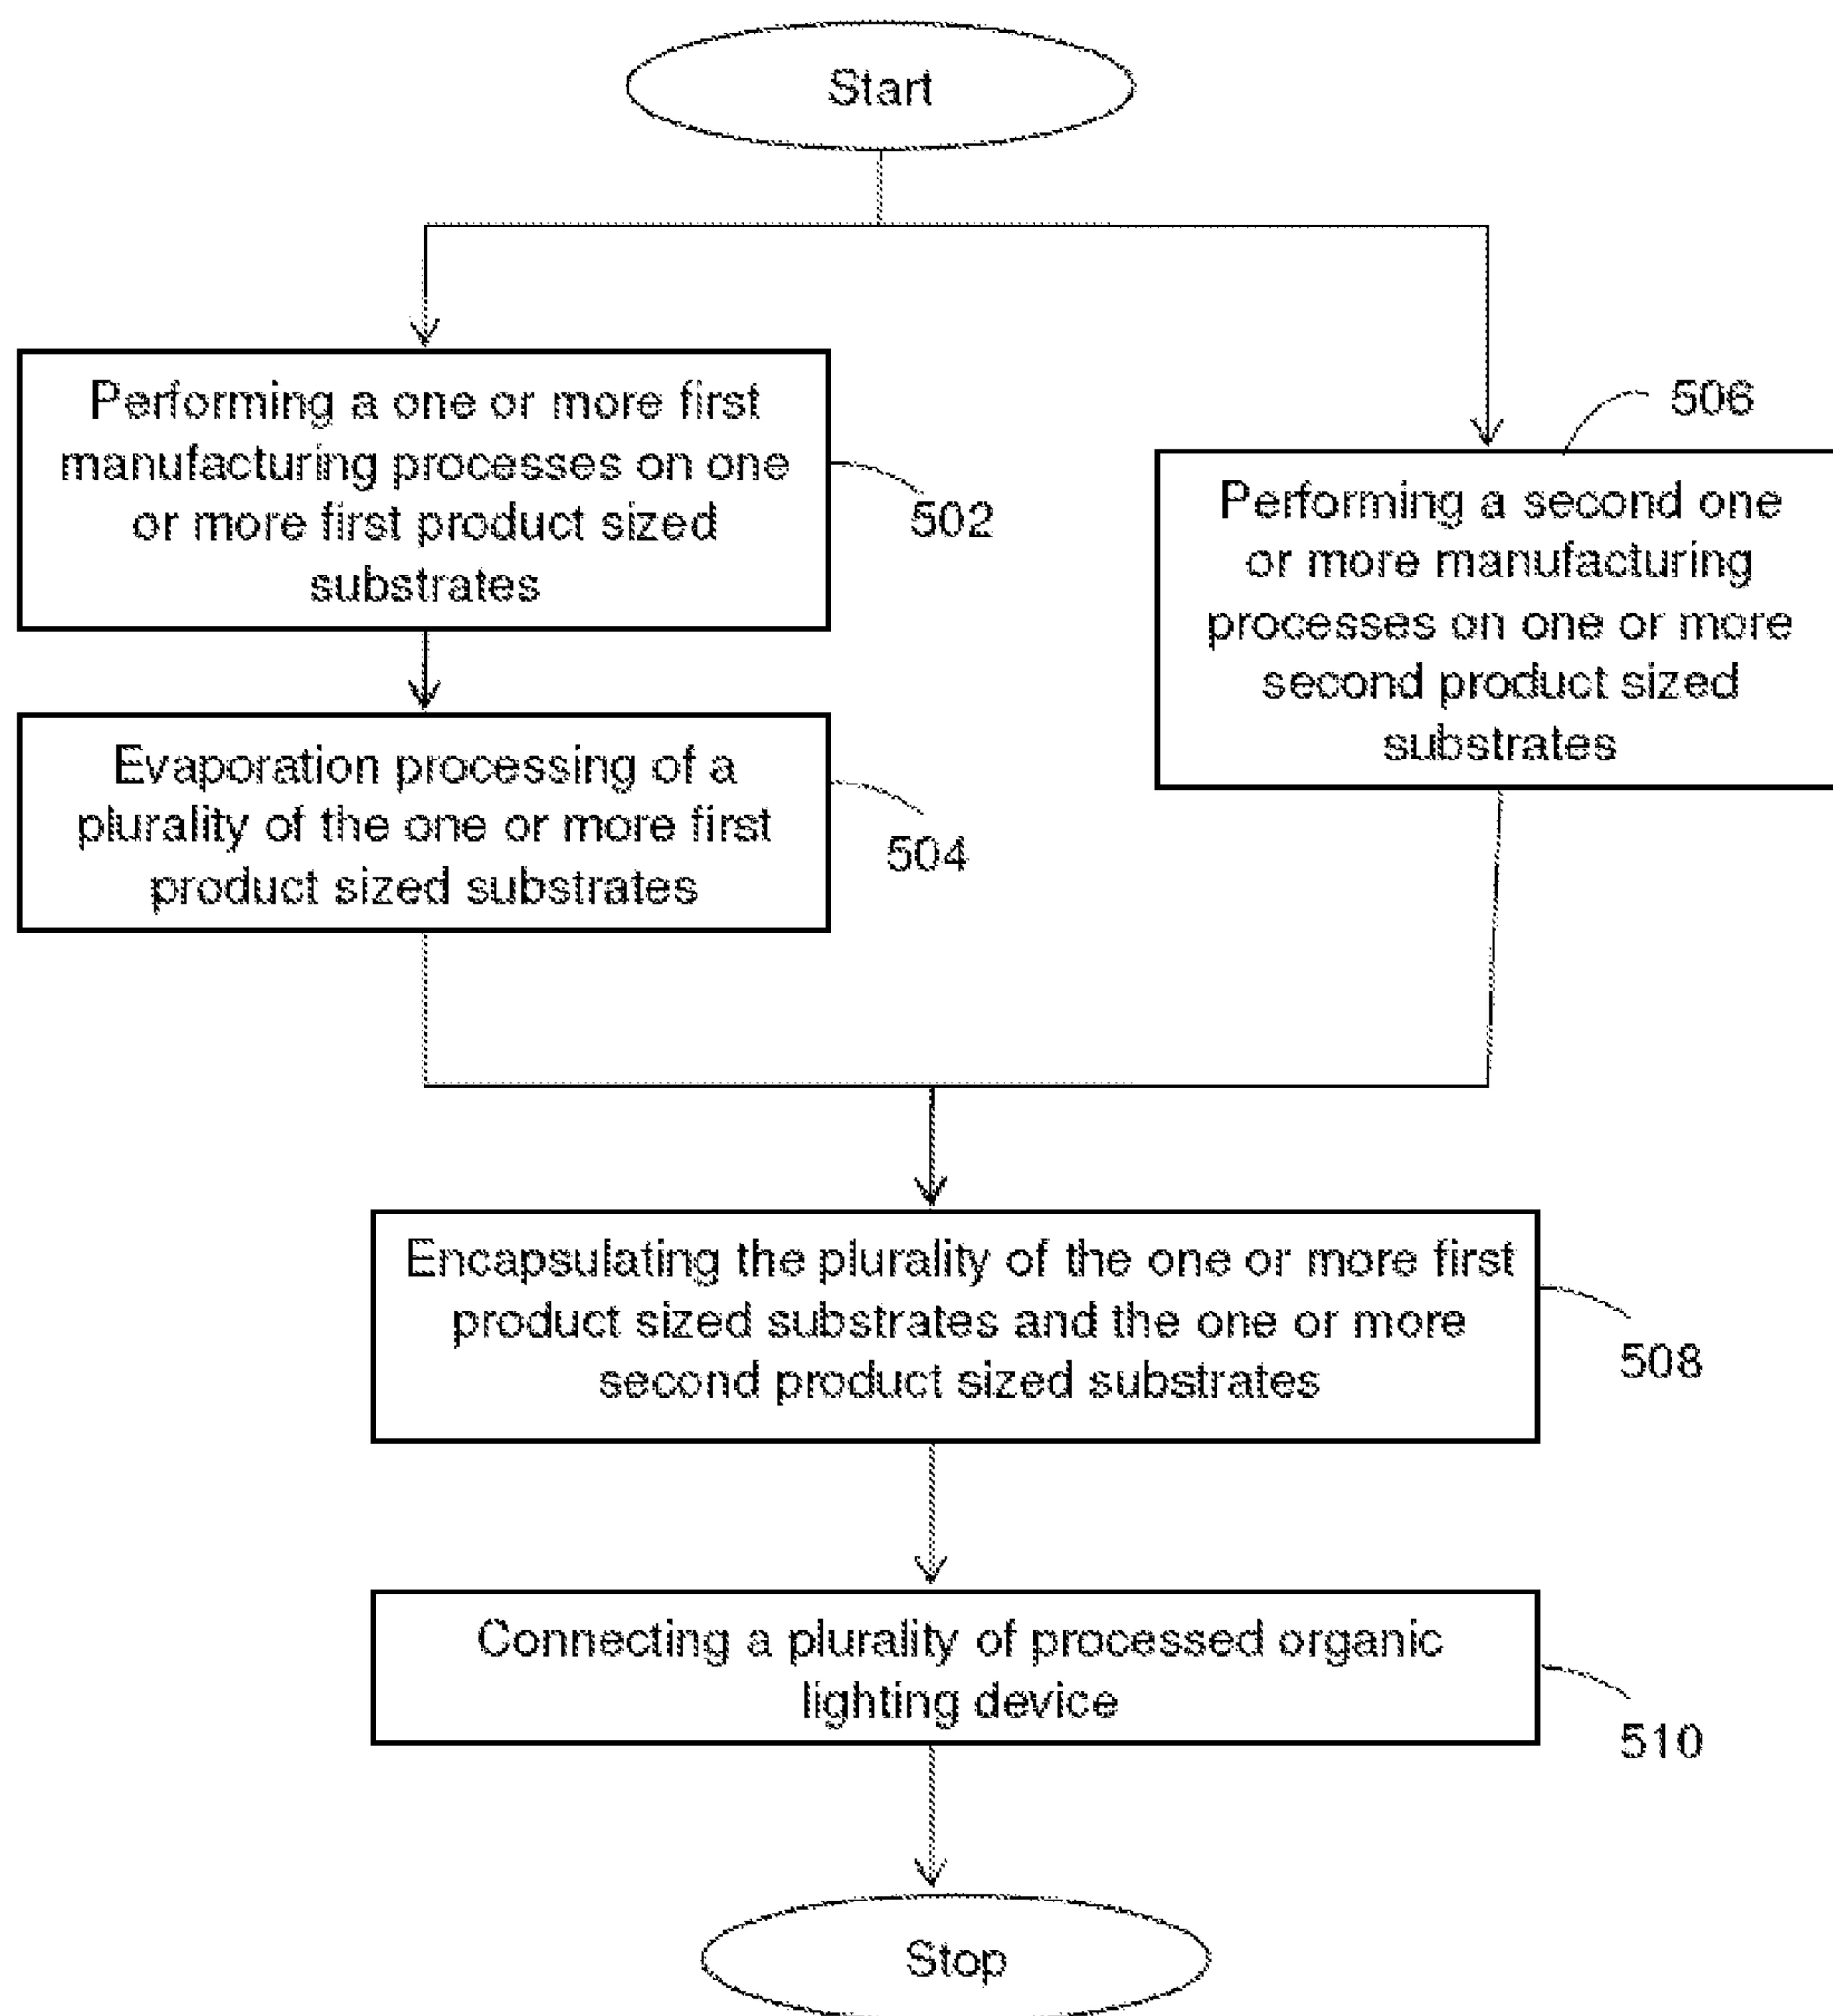 Start
Performing a one or more first
manufacturing processes on one
or more first product sized
substrates
502
506
Performing a second one
or more manufacturing
processes on one or more
second product sized
substrates
Evaporation processing of a
plurality of the one or more first
product sized substrates
504
Encapsulating the plurality of the one or more first
product sized substrates and the one or more
second product sized substrates
508
Connecting a plurality of processed organic
lighting device
510
Stop